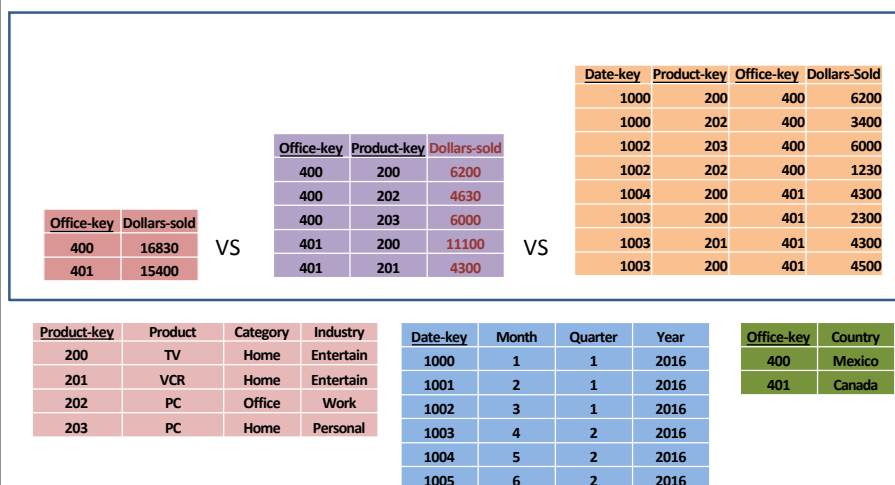 Date-key Product-key Office-key Dollars-Sold
1000 200 400 6200
1000 202 400 3400
1002 203 400 6000
1002 202 400 1230
1004 200 401 4300
1003 200 401 2300
1003 201 401 4300
1003 200 401 4500
Office-key Product-key Dollars-sold
400 200 6200
400 202 4630
400 203 6000
401 200 11100
401 201 4300
Office-key Dollars-sold
400 16830
401 15400
VS
VS
Product-key Product Category Industry
200 TV Home Entertain
201 VCR Home Entertain
202 PC Office Work
203 PC Home Personal
Date-key Month Quarter Year
1000 1 1 2016
1001 2 1 2016
1002 3 1 2016
1003 4 2 2016
1004 5 2 2016
1005 6 2 2016
Office-key Country
400 Mexico
401 Canada